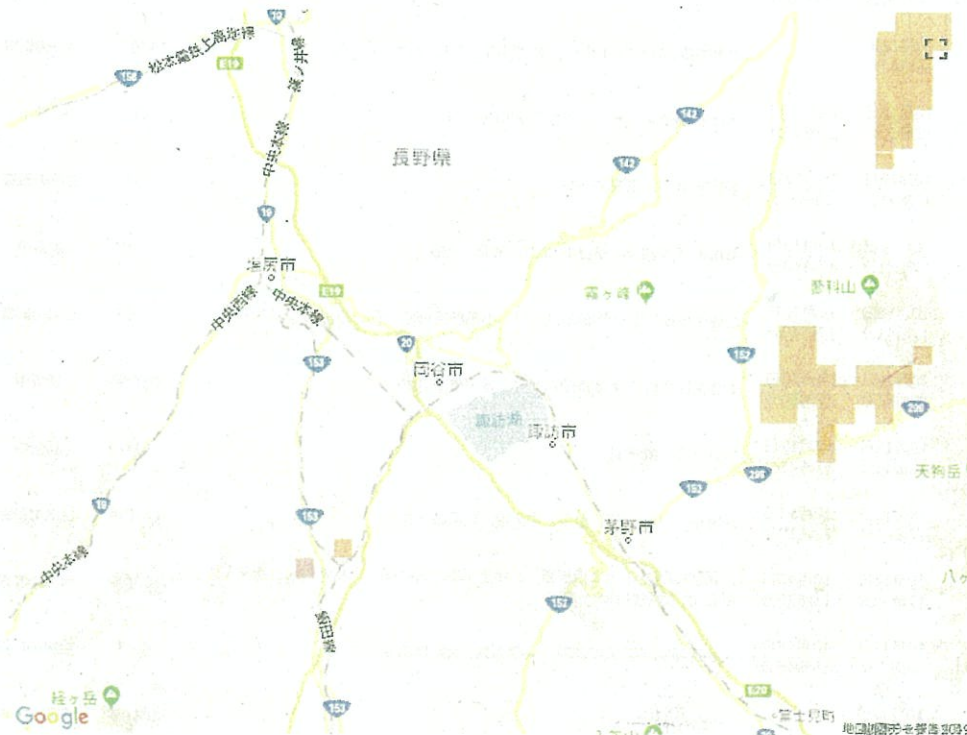 19
松本電鉄上高地線
E19
158
篠ノ井線
142
中央本線
長野県
142
19
塩尻市
霧ヶ峰
蓼科山
中央西線
中央本線
E19
20
153
152
岡谷市
諏訪湖
諏訪市
299
天狗岳
152
19
153
茅野市
中央本線
八ヶ
152
飯田線
経ヶ岳
153
E20
富士見町
Google